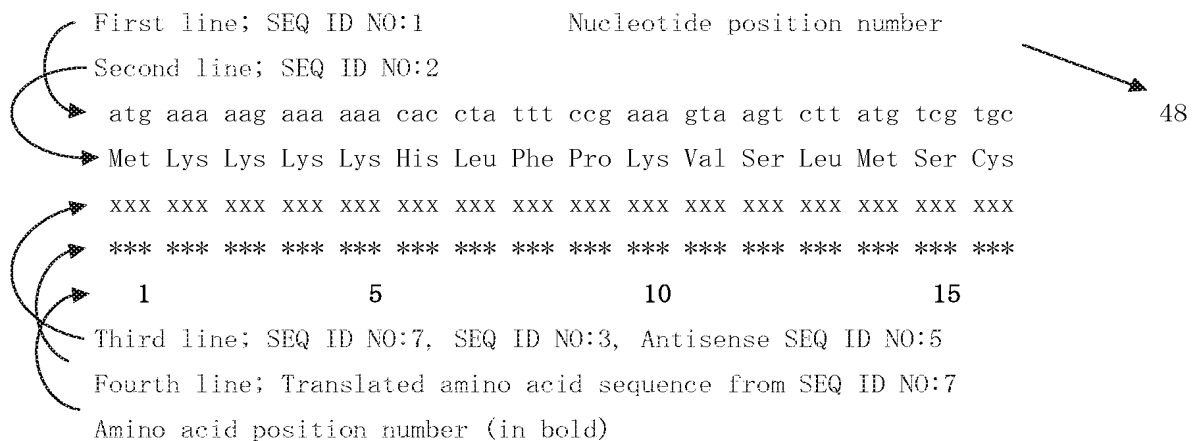 First line; SEQ ID NO:1 Nucleotide position number
Second line; SEQ ID NO:2
atg aaa aag aaa aaa cac cta ttt ccg aaa gta agt ctt atg tcg tgc 48
Met Lys Lys Lys Lys His Leu Phe Pro Lys Val Ser Leu Met Ser Cys
xxx xxx xxx xxx xxx xxx xxx xxx xxx xxx xxx xxx xxx xxx xxx xxx
*** *** *** *** *** *** *** *** *** *** *** *** *** *** *** ***
1 5 10 15
Third line; SEQ ID NO:7, SEQ ID NO:3, Antisense SEQ ID NO:5
Fourth line; Translated amino acid sequence from SEQ ID NO:7
Amino acid position number (in bold)